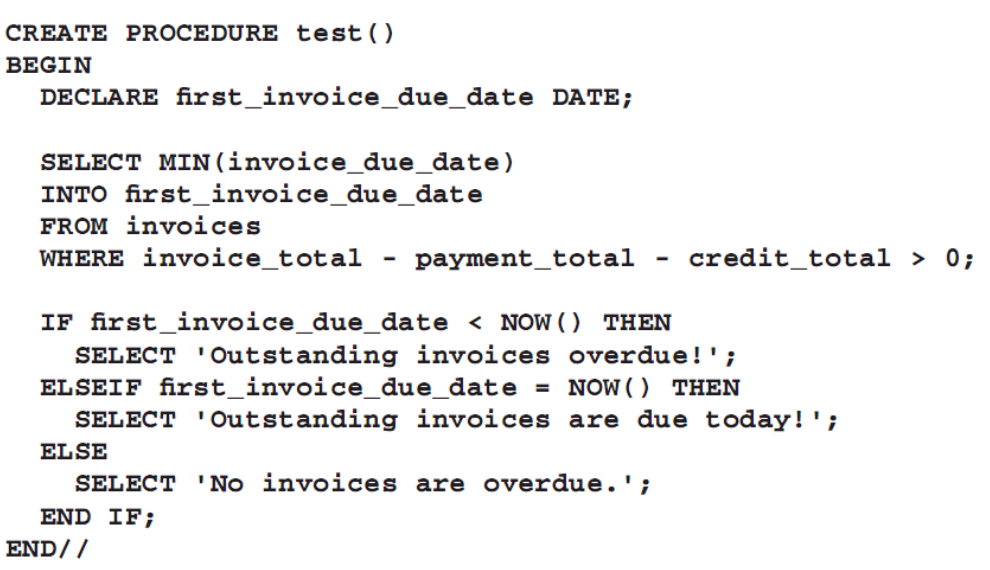 CREATE PROCEDURE test()
BEGIN
  DECLARE first_invoice_due_date DATE;

  SELECT MIN(invoice_due_date)
  INTO first_invoice_due_date
  FROM invoices
  WHERE invoice_total - payment_total - credit_total > 0;

  IF first_invoice_due_date < NOW() THEN
    SELECT 'Outstanding invoices overdue!';
  ELSEIF first_invoice_due_date = NOW() THEN
    SELECT 'Outstanding invoices are due today!';
  ELSE
    SELECT 'No invoices are overdue.';
  END IF;
END//